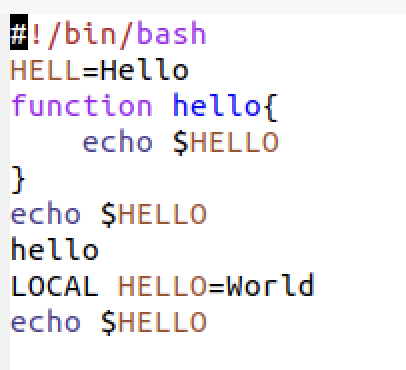 #!/bin/bash
HELL=Hello
function hello{
    echo $HELLO
}
echo $HELLO
hello
LOCAL HELLO=World
echo $HELLO